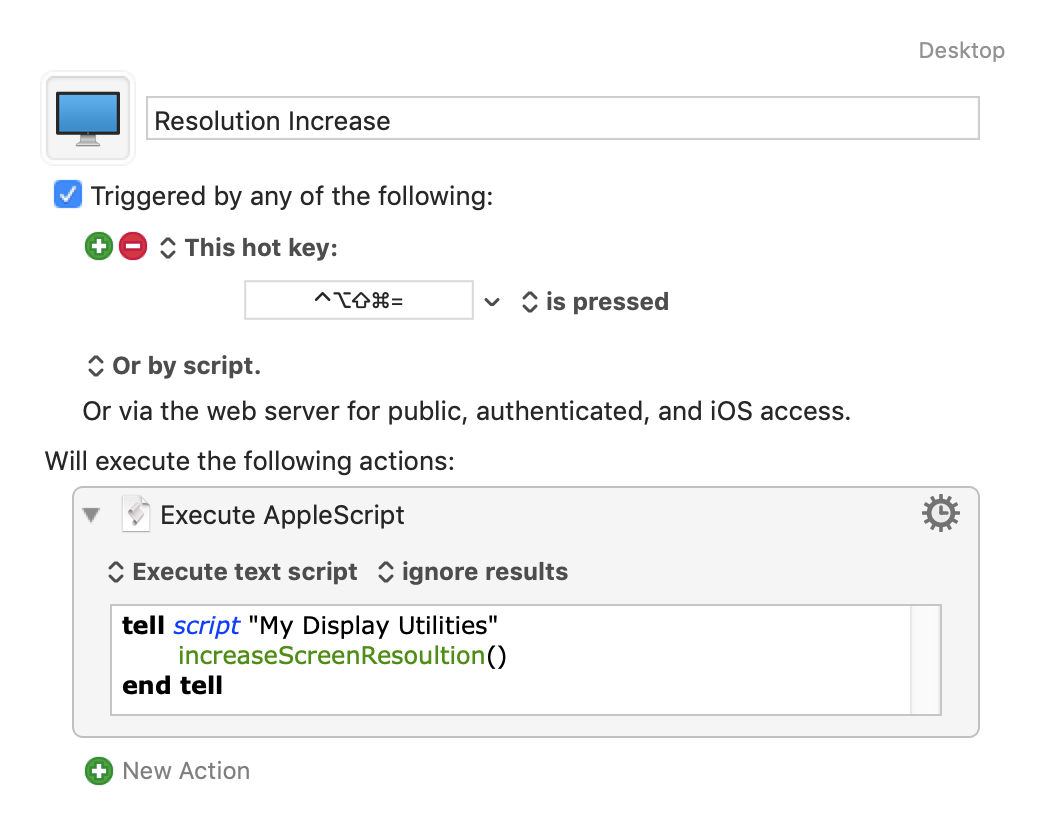 Desktop
Resolution Increase
Triggered by any of the following:
This hot key:
⌃⌥⇧⌘= is pressed
Or by script.
Or via the web server for public, authenticated, and iOS access.
Will execute the following actions:
Execute AppleScript
Execute text script ignore results
tell script "My Display Utilities"
increaseScreenResoultion()
end tell
New Action